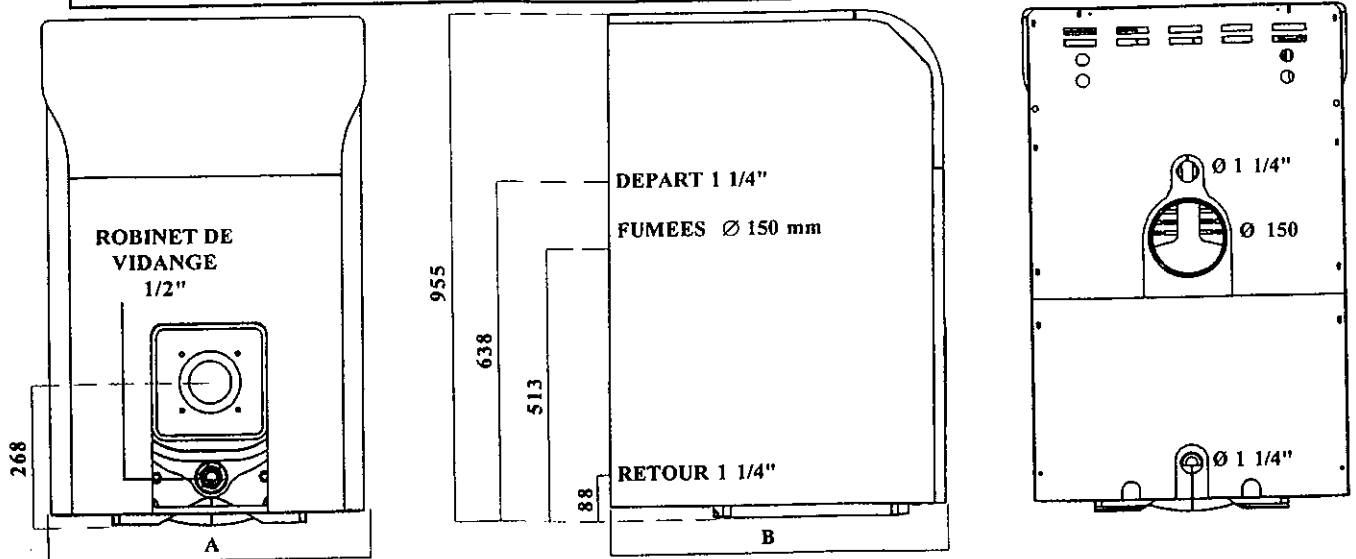 ROBINET DE
VIDANGE
1/2"
268
A
955
638
513
88
DEPART 1 1/4"
FUMEES Ø 150 mm
RETOUR 1 1/4"
B
Ø 1 1/4"
Ø 150
Ø 1 1/4"